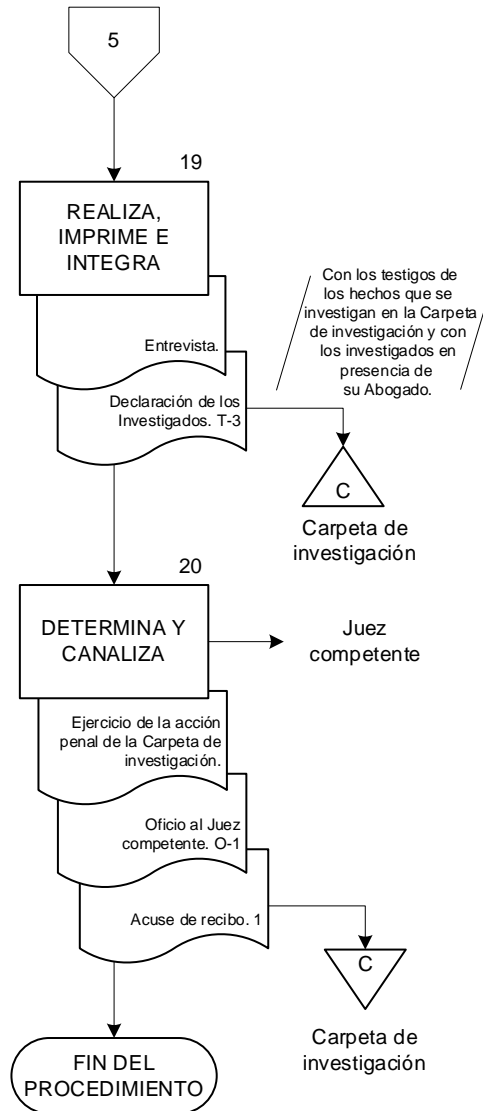 5
19
REALIZA,
IMPRIME E
INTEGRA
Con los testigos de
los hechos que se
investigan en la Carpeta
de investigación y con
los investigados en
presencia de
su Abogado.
Entrevista.
Declaración de los
Investigados. T-3
C
Carpeta de
investigación
20
DETERMINA Y
CANALIZA
Juez
competente
Ejercicio de la acción
penal de la Carpeta de
investigación.
Oficio al Juez
competente. O-1
Acuse de recibo. 1
C
Carpeta de
investigación
FIN DEL
PROCEDIMIENTO